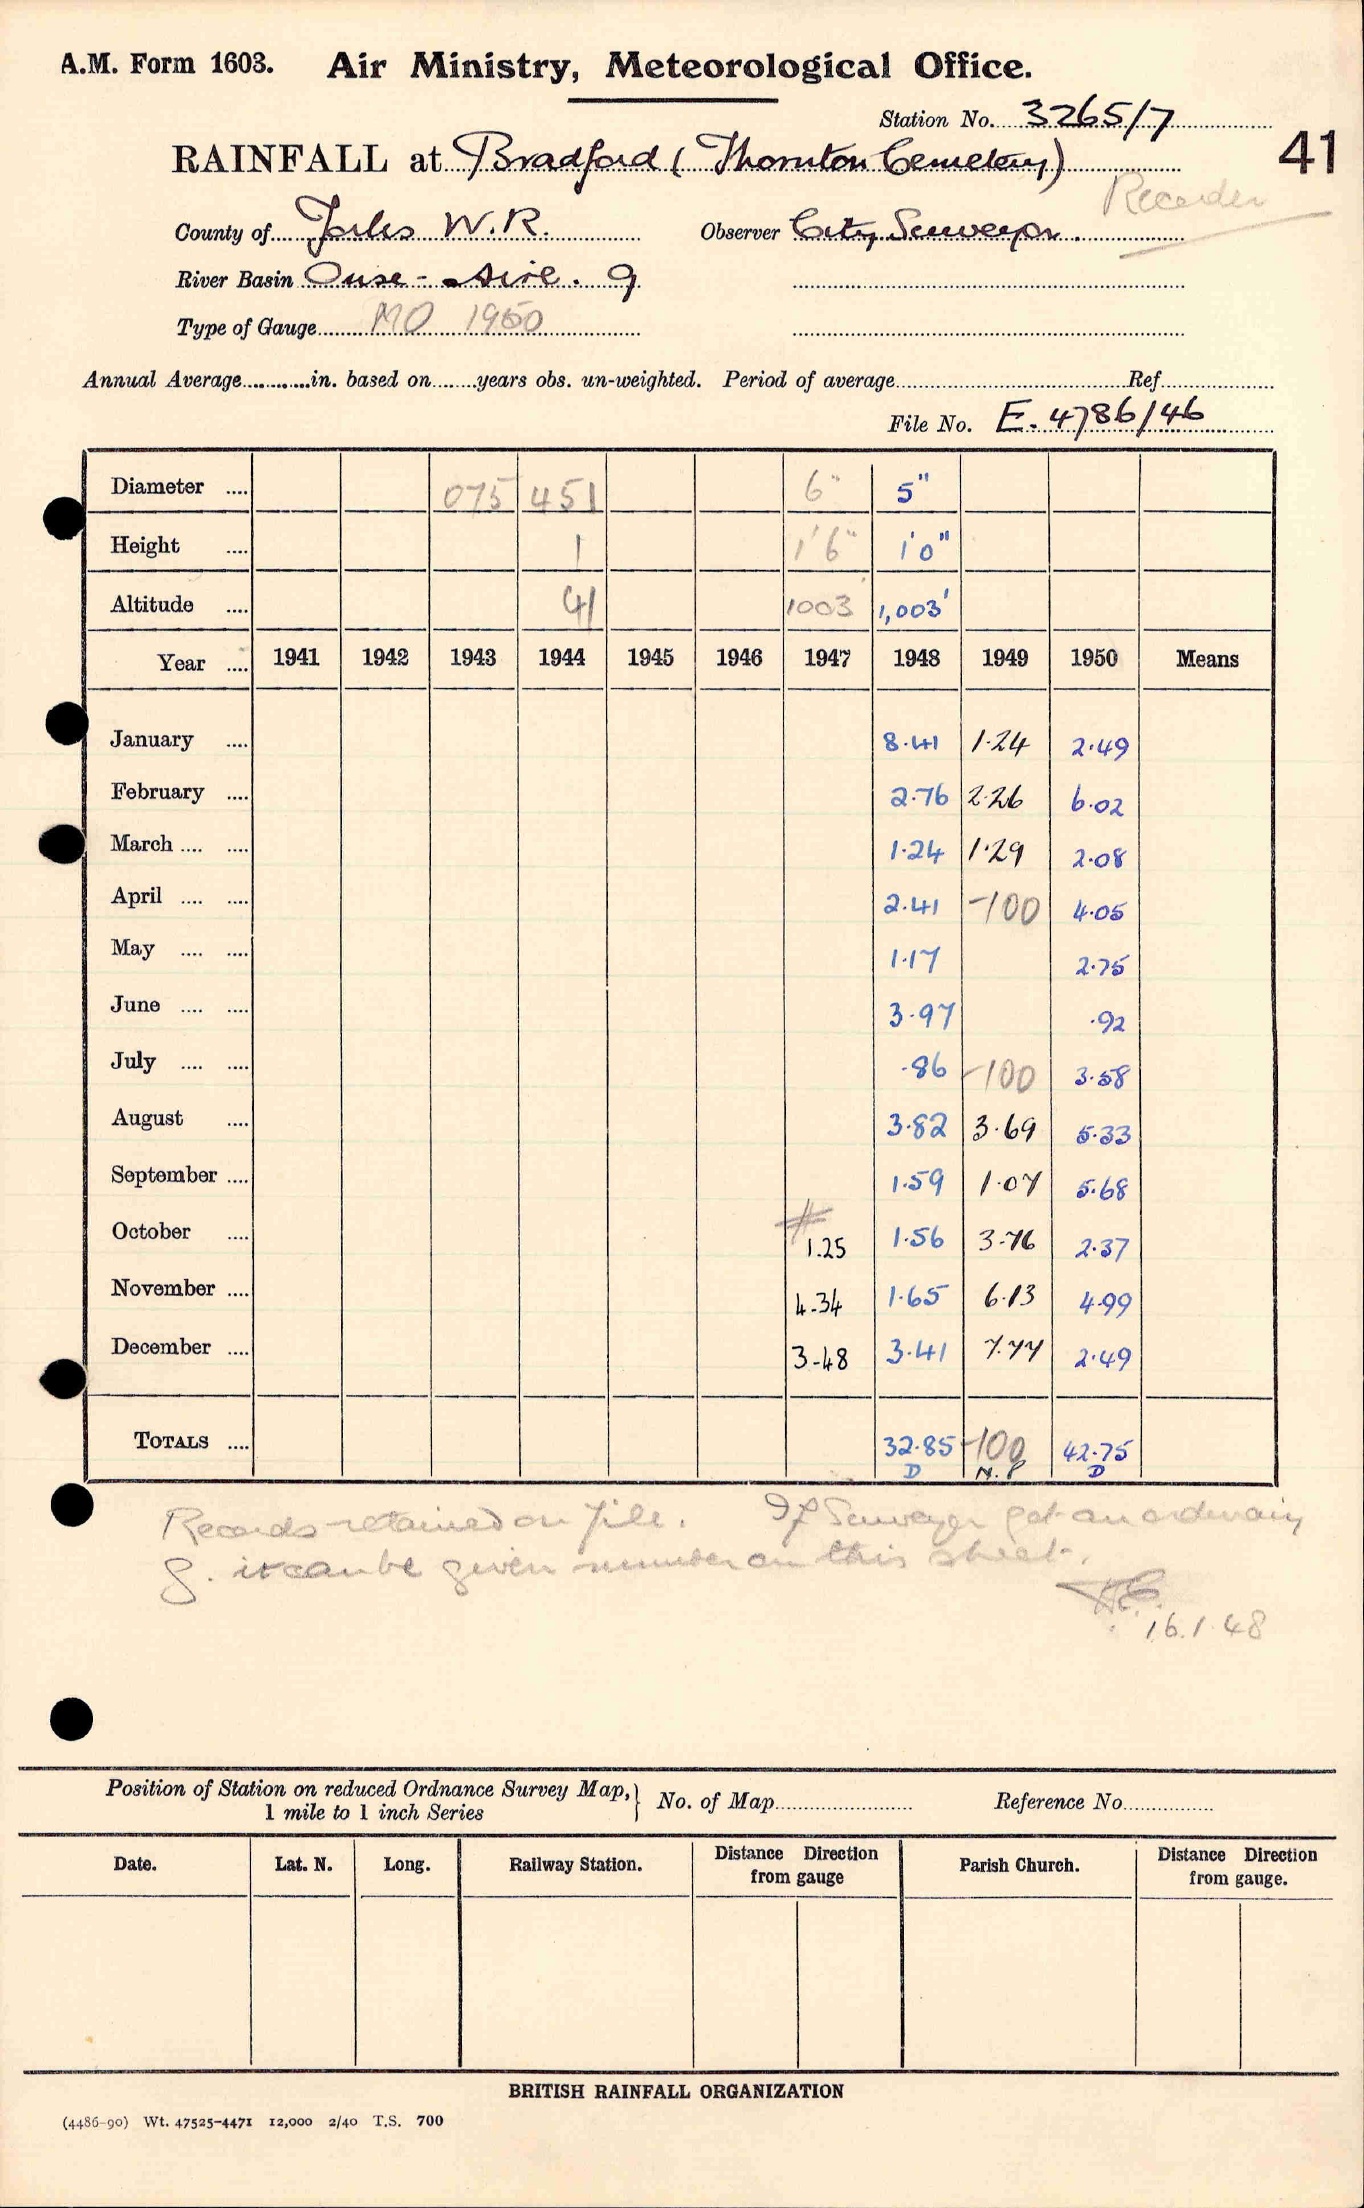 A.M. Form 1603. Air Ministry, Meteorological Office.
Station No. 3265/7
41
RAINFALL at Bradford (Thornton Cemetery)
Recorder
County of Yorks W.R. Observer City Surveyor.
River Basin Ouse - Aire. 9
Type of Gauge MO 1950
Annual Average............in. based on........years obs. un-weighted. Period of average.................Ref.................
File No. E. 4786/46
Diameter .... 075 451 6" 5"
Height .... 1 1'6" 1'0"
Altitude .... 41 1003' 1,003'
Year .... 1941 1942 1943 1944 1945 1946 1947 1948 1949 1950 Means
January .... 8.41 1.24 2.49
February .... 2.76 2.26 6.02
March .... .... 1.24 1.29 2.08
April .... .... 2.41 -100 4.05
May .... .... 1.17 2.75
June .... .... 3.97 .92
July .... .... .86 -100 3.58
August .... 3.82 3.69 5.33
September .... 1.59 1.07 5.68
October .... # 1.25 1.56 3.76 2.37
November .... 4.34 1.65 6.13 4.99
December .... 3.48 3.41 7.77 2.49
TOTALS .... 32.85 -100 42.75
D N.P D
Records retained on file. If Surveyor get an ordinary
g. it can be given number on this sheet.
16.1.48
Position of Station on reduced Ordnance Survey Map, } No. of Map........................ Reference No................
1 mile to 1 inch Series
Date. Lat. N. Long. Railway Station. Distance Direction from gauge Parish Church. Distance Direction from gauge.
BRITISH RAINFALL ORGANIZATION
(4486-90) Wt. 47525-4471 12,000 2/40 T.S. 700